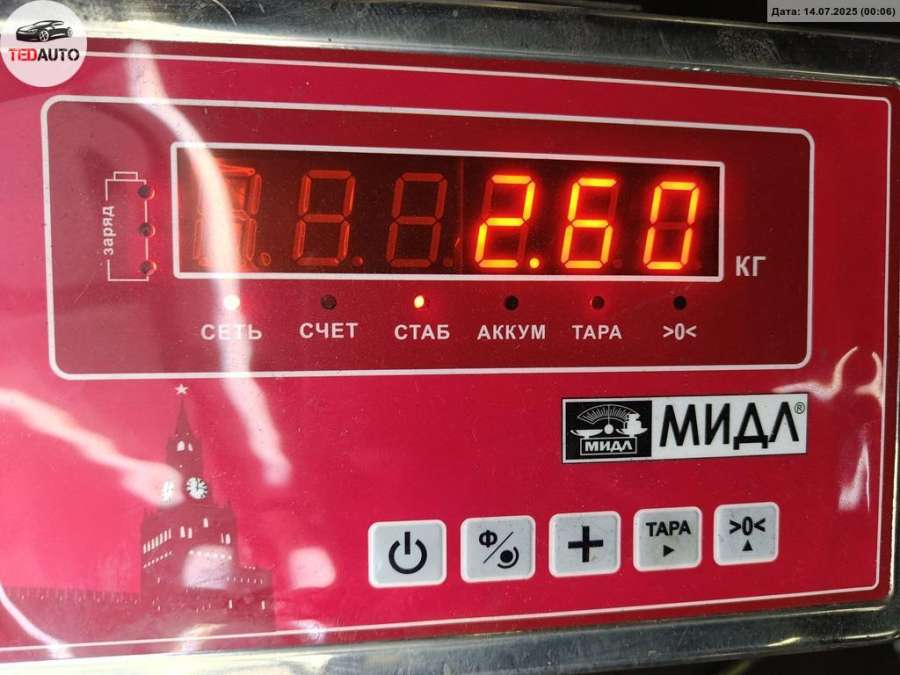 Дата: 14.07.2025 (00:06)
TEDAUTO
заряд
2.60
КГ
СЕТЬ
СЧЕТ
СТАБ
АККУМ
ТАРА
>0<
МИДЛ
МИДЛ®
Ф
ТАРА
>0<